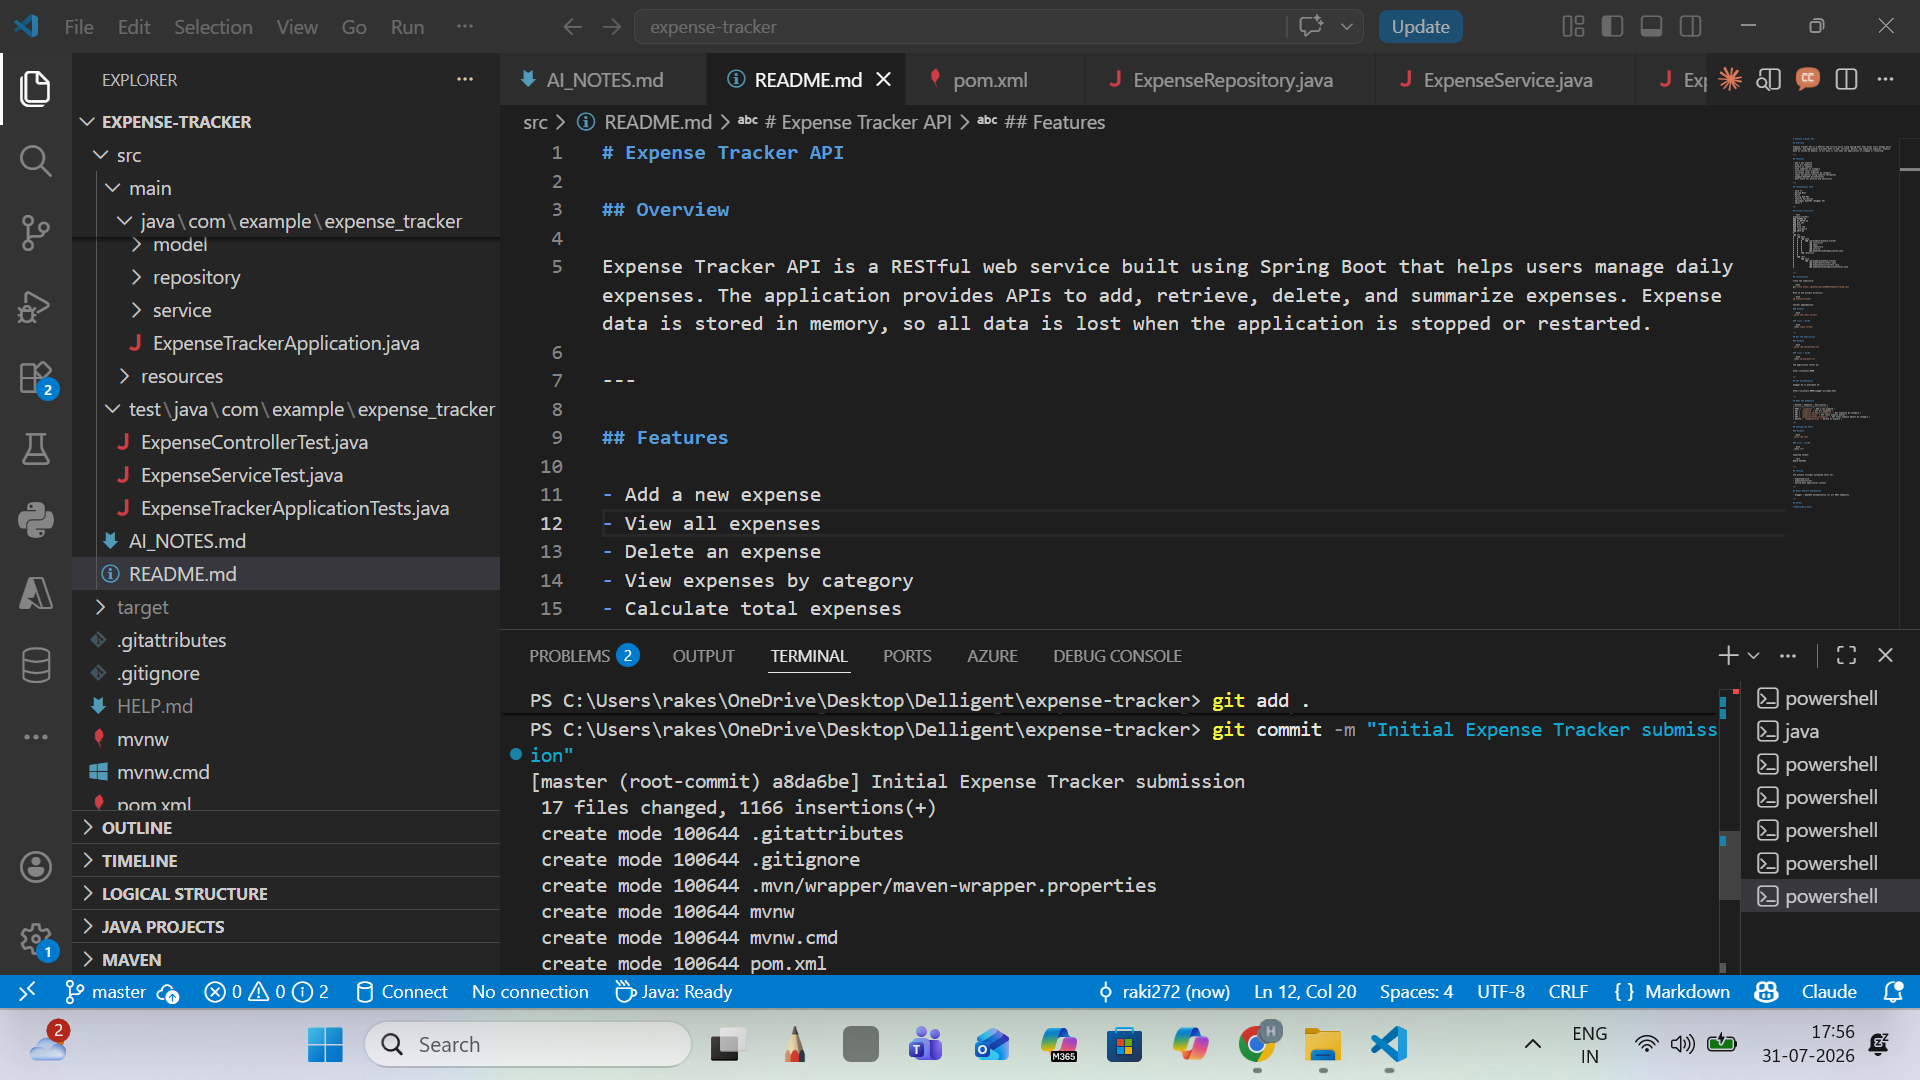 File Edit Selection View Go Run ···
expense-tracker
Update
EXPLORER
EXPENSE-TRACKER
src
main
java\com\example\expense_tracker
model
repository
service
ExpenseTrackerApplication.java
resources
test\java\com\example\expense_tracker
ExpenseControllerTest.java
ExpenseServiceTest.java
ExpenseTrackerApplicationTests.java
AI_NOTES.md
README.md
target
.gitattributes
.gitignore
HELP.md
mvnw
mvnw.cmd
pom.xml
OUTLINE
TIMELINE
LOGICAL STRUCTURE
JAVA PROJECTS
MAVEN
2
1
AI_NOTES.md README.md pom.xml ExpenseRepository.java ExpenseService.java Exp
CC
src > README.md > abc # Expense Tracker API > abc ## Features
1 # Expense Tracker API
2
3 ## Overview
4
5 Expense Tracker API is a RESTful web service built using Spring Boot that helps users manage daily
expenses. The application provides APIs to add, retrieve, delete, and summarize expenses. Expense
data is stored in memory, so all data is lost when the application is stopped or restarted.
6
7 ---
8
9 ## Features
10
11 - Add a new expense
12 - View all expenses
13 - Delete an expense
14 - View expenses by category
15 - Calculate total expenses
PROBLEMS 2 OUTPUT TERMINAL PORTS AZURE DEBUG CONSOLE
PS C:\Users\rakes\OneDrive\Desktop\Delligent\expense-tracker> git add .
PS C:\Users\rakes\OneDrive\Desktop\Delligent\expense-tracker> git commit -m "Initial Expense Tracker submiss
ion"
[master (root-commit) a8da6be] Initial Expense Tracker submission
17 files changed, 1166 insertions(+)
create mode 100644 .gitattributes
create mode 100644 .gitignore
create mode 100644 .mvn/wrapper/maven-wrapper.properties
create mode 100644 mvnw
create mode 100644 mvnw.cmd
create mode 100644 pom.xml
powershell
java
powershell
powershell
powershell
powershell
powershell
master 0 0 2 Connect No connection Java: Ready raki272 (now) Ln 12, Col 20 Spaces: 4 UTF-8 CRLF { } Markdown Claude
2
Search
M365
H
ENG
IN
17:56
31-07-2026